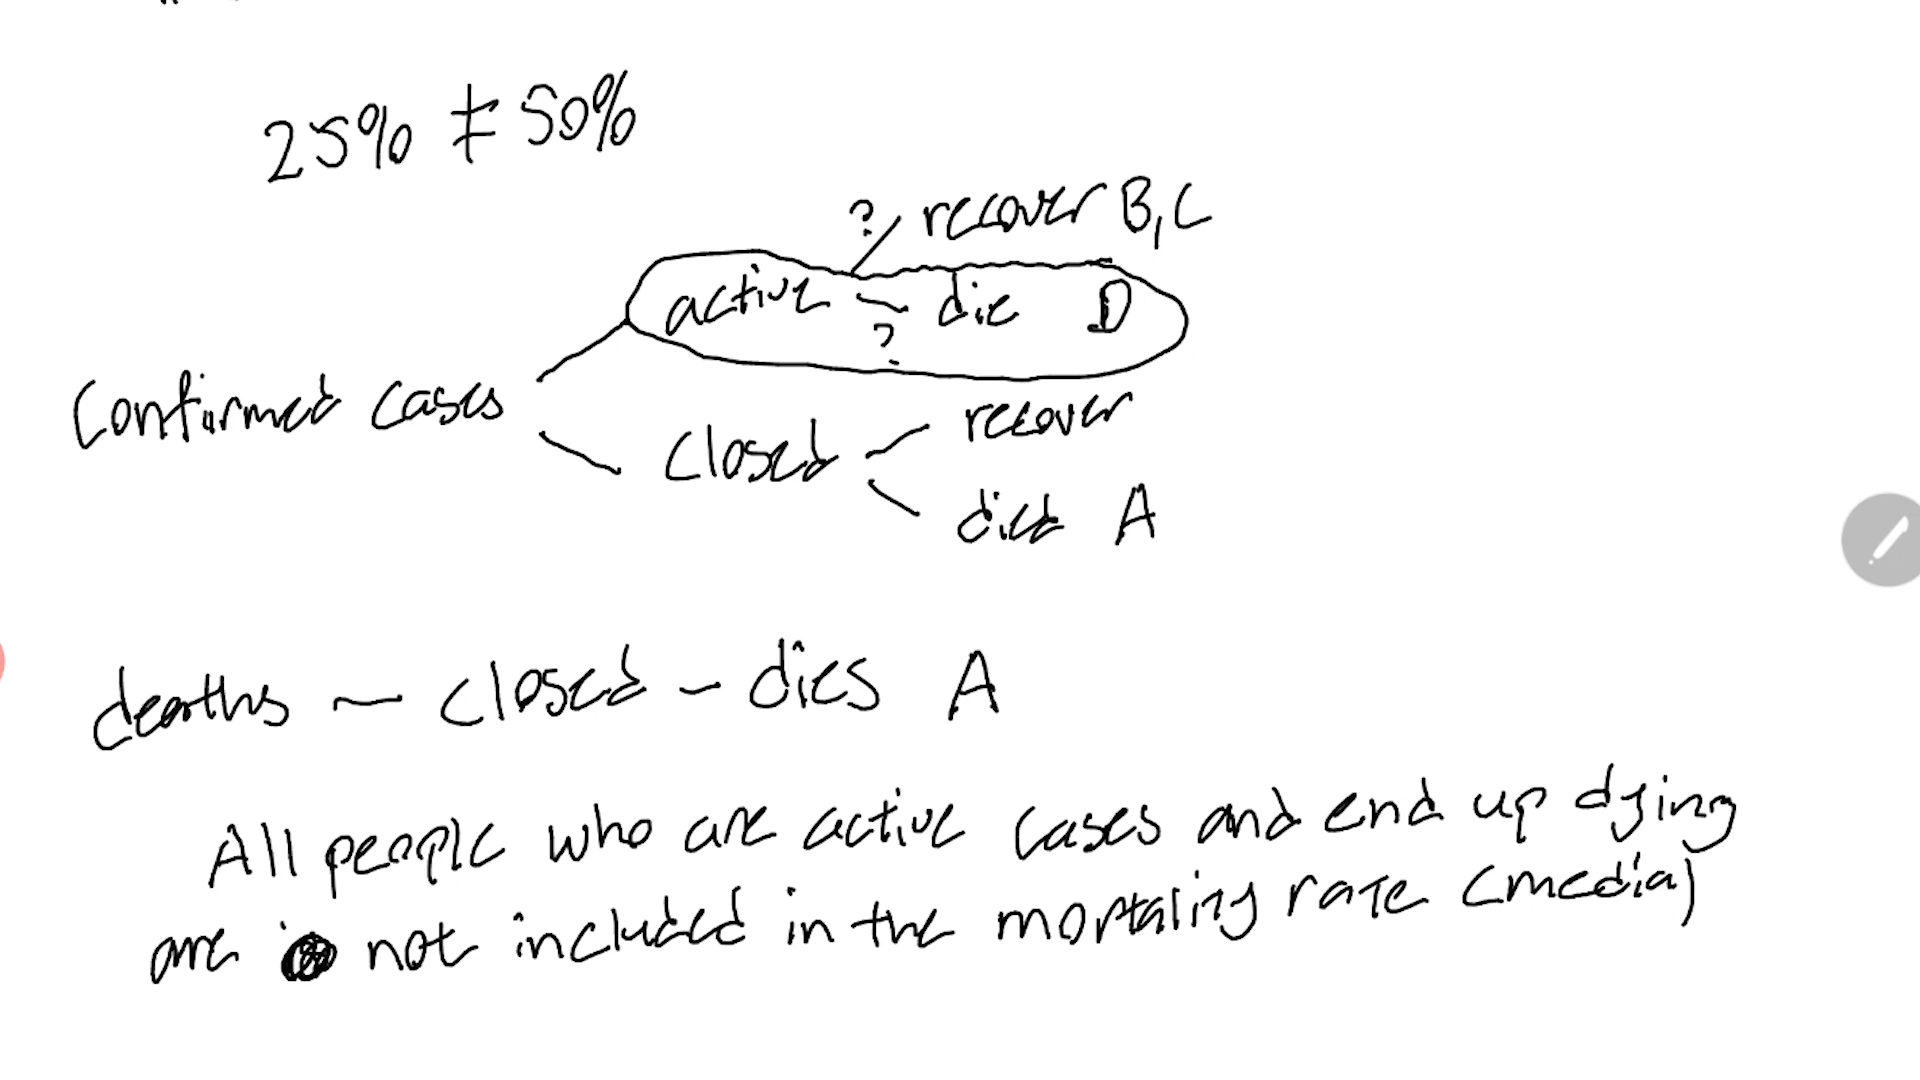 25% ≠ 50%
? recover B, C
active - die D
?
Confirmed cases
recover
closed
died A
deaths - closed - dies A
All people who are active cases and end up dying
are not included in the mortality rate (media)